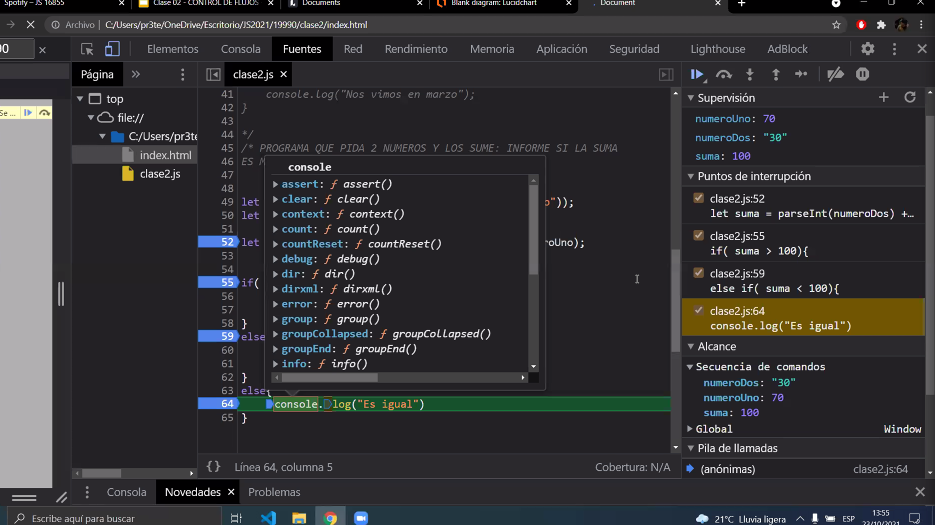 Spotify – JS 16855
Clase 02 - CONTROL DE FLUJOS
Documents
Blank diagram: Lucidchart
Document
Archivo | C:/Users/pr3te/OneDrive/Escritorio/JS2021/19990/clase2/index.html
00
Elementos
Consola
Fuentes
Red
Rendimiento
Memoria
Aplicación
Seguridad
Lighthouse
AdBlock
Página
clase2.js
top
file://
C:/Users/pr3te
index.html
clase2.js
Se ...
41 console.log("Nos vimos en marzo");
42 }
43
44 */
45 /* PROGRAMA QUE PIDA 2 NUMEROS Y LOS SUME: INFORME SI LA SUMA
ES M
47
48
49 let o"));
50 let
51
52 let eroUno);
53
54
55 if(
56
57
58 }
59 else
60
61
62 }
63 else{
64 console.log("Es igual")
65 }
console
assert: ƒ assert()
clear: ƒ clear()
context: ƒ context()
count: ƒ count()
countReset: ƒ countReset()
debug: ƒ debug()
dir: ƒ dir()
dirxml: ƒ dirxml()
error: ƒ error()
group: ƒ group()
groupCollapsed: ƒ groupCollapsed()
groupEnd: ƒ groupEnd()
info: ƒ info()
{} Línea 64, columna 5
Cobertura: N/A
Supervisión
numeroUno: 70
numeroDos: "30"
suma: 100
Puntos de interrupción
clase2.js:52
let suma = parseInt(numeroDos) +…
clase2.js:55
if( suma > 100){
clase2.js:59
else if( suma < 100){
clase2.js:64
console.log("Es igual")
Alcance
Secuencia de comandos
numeroDos: "30"
numeroUno: 70
suma: 100
Global Window
Pila de llamadas
(anónimas) clase2.js:64
Consola
Novedades
Problemas
Escribe aquí para buscar
21°C Lluvia ligera
ESP
13:55
23/10/2021